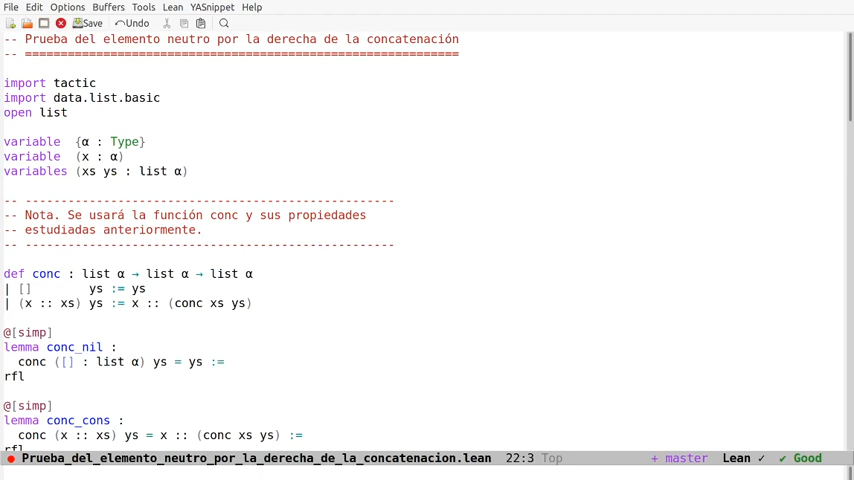 File Edit Options Buffers Tools Lean YASnippet Help
Save Undo
-- Prueba del elemento neutro por la derecha de la concatenación
-- =============================================================
import tactic
import data.list.basic
open list
variable  {α : Type}
variable  (x : α)
variables (xs ys : list α)
-- ----------------------------------------------------
-- Nota. Se usará la función conc y sus propiedades
-- estudiadas anteriormente.
-- ----------------------------------------------------
def conc : list α → list α → list α
| []        ys := ys
| (x :: xs) ys := x :: (conc xs ys)
@[simp]
lemma conc_nil :
  conc ([] : list α) ys = ys :=
rfl
@[simp]
lemma conc_cons :
  conc (x :: xs) ys = x :: (conc xs ys) :=
rfl
Prueba_del_elemento_neutro_por_la_derecha_de_la_concatenacion.lean 22:3 Top + master Lean ✓ ✔ Good